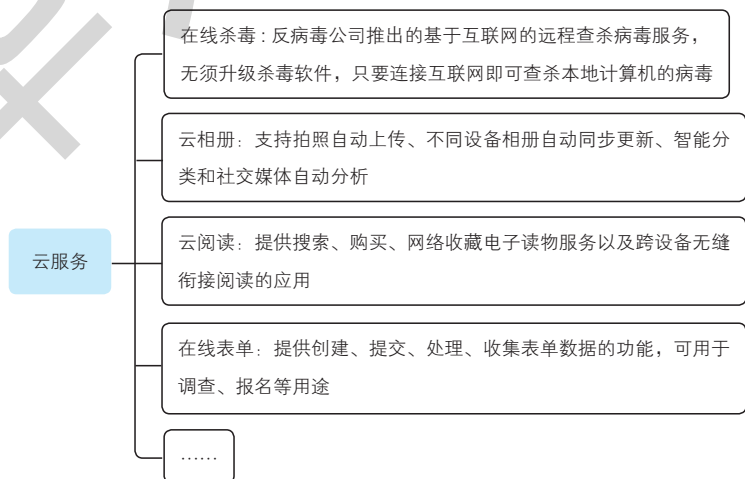 在线杀毒：反病毒公司推出的基于互联网的远程查杀病毒服务，
无须升级杀毒软件，只要连接互联网即可查杀本地计算机的病毒
云相册：支持拍照自动上传、不同设备相册自动同步更新、智能分
类和社交媒体自动分析
云服务
云阅读：提供搜索、购买、网络收藏电子读物服务以及跨设备无缝
衔接阅读的应用
在线表单：提供创建、提交、处理、收集表单数据的功能，可用于
调查、报名等用途
……